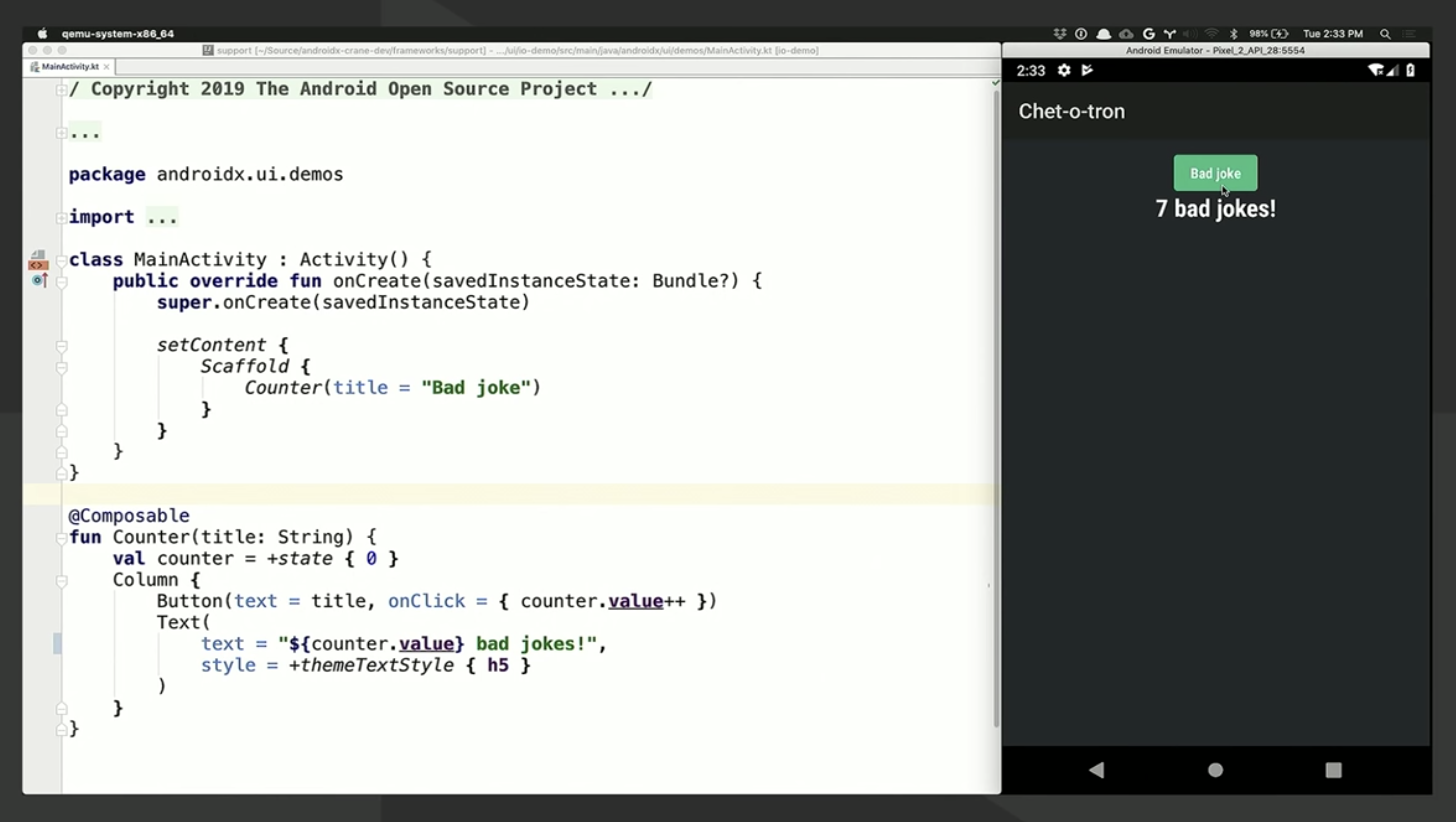 qemu-system-x86_64
98%
Tue 2:33 PM
support [~/Source/androidx-crane-dev/frameworks/support] - .../ui/io-demo/src/main/java/androidx/ui/demos/MainActivity.kt [io-demo]
MainActivity.kt
/ Copyright 2019 The Android Open Source Project .../
...
package androidx.ui.demos
import ...
class MainActivity : Activity() {
public override fun onCreate(savedInstanceState: Bundle?) {
super.onCreate(savedInstanceState)
setContent {
Scaffold {
Counter(title = "Bad joke")
}
}
}
}
@Composable
fun Counter(title: String) {
val counter = +state { 0 }
Column {
Button(text = title, onClick = { counter.value++ })
Text(
text = "${counter.value} bad jokes!",
style = +themeTextStyle { h5 }
)
}
}
Android Emulator - Pixel_2_API_28:5554
2:33
Chet-o-tron
Bad joke
7 bad jokes!